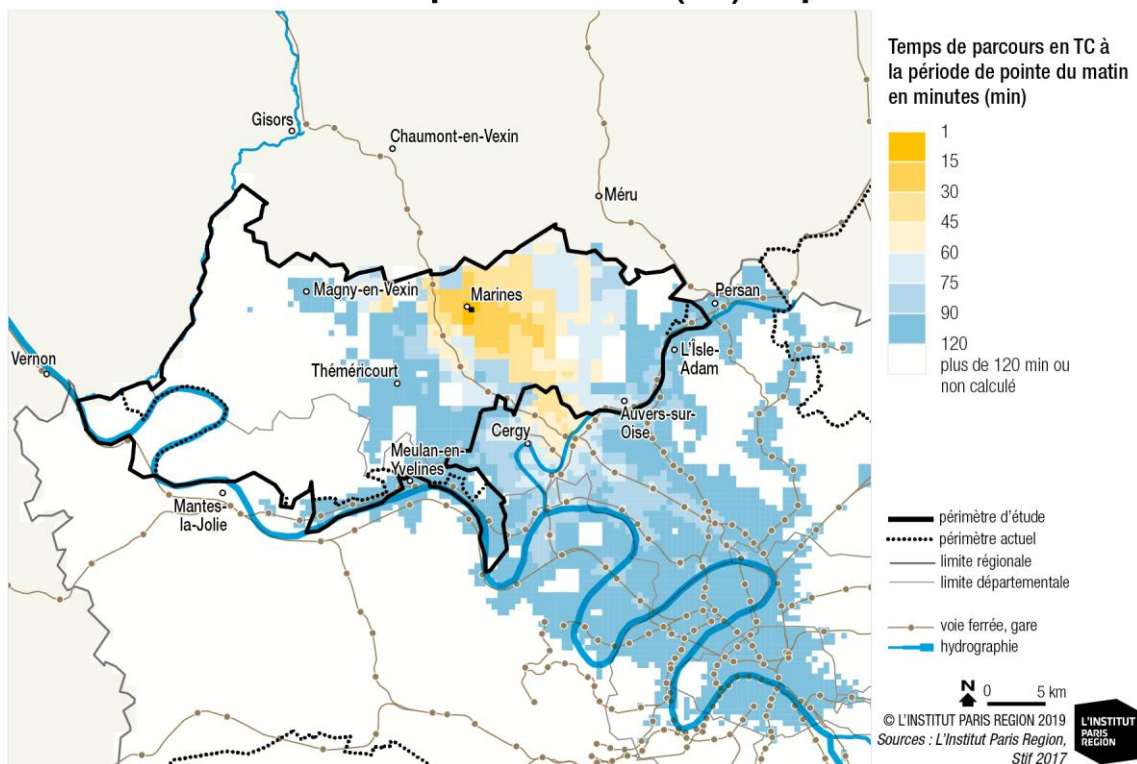 Gisors
Chaumont-en-Vexin
Méru
Magny-en-Vexin
Marines
Persan
Vernon
Théméricourt
L'Îsle-
Adam
Auvers-sur-
Oise
Cergy
Meulan-en-
Yvelines
Mantes-
la-Jolie
Temps de parcours en TC à
la période de pointe du matin
en minutes (min)
1
15
30
45
60
75
90
120
plus de 120 min ou
non calculé
périmètre d'étude
périmètre actuel
limite régionale
limite départementale
voie ferrée, gare
hydrographie
N 0 5 km
© L'INSTITUT PARIS REGION 2019
Sources : L'Institut Paris Region,
Stif 2017
L'INSTITUT
PARIS
REGION